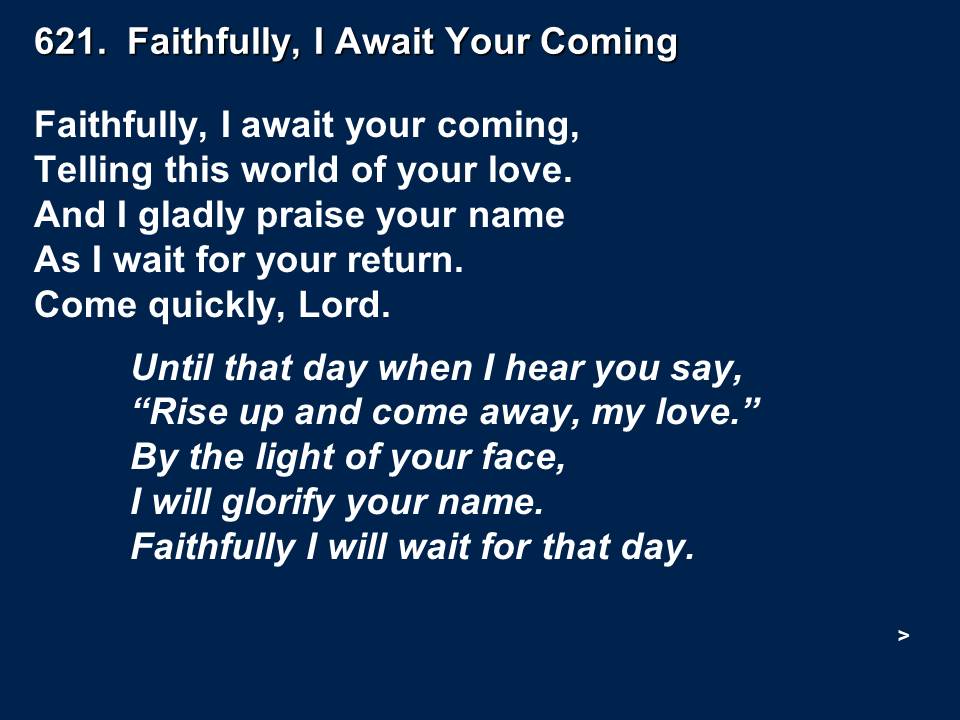 621. Faithfully, I Await Your Coming
Faithfully, I await your coming,
Telling this world of your love.
And I gladly praise your name
As I wait for your return.
Come quickly, Lord.
Until that day when I hear you say,
“Rise up and come away, my love.”
By the light of your face,
I will glorify your name.
Faithfully I will wait for that day.
>